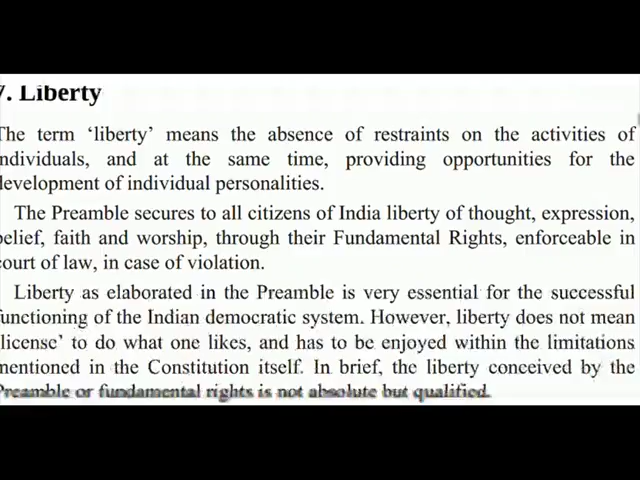 7. Liberty
The term ‘liberty’ means the absence of restraints on the activities of
individuals, and at the same time, providing opportunities for the
development of individual personalities.
The Preamble secures to all citizens of India liberty of thought, expression,
belief, faith and worship, through their Fundamental Rights, enforceable in
court of law, in case of violation.
Liberty as elaborated in the Preamble is very essential for the successful
functioning of the Indian democratic system. However, liberty does not mean
‘license’ to do what one likes, and has to be enjoyed within the limitations
mentioned in the Constitution itself. In brief, the liberty conceived by the
Preamble or fundamental rights is not absolute but qualified.